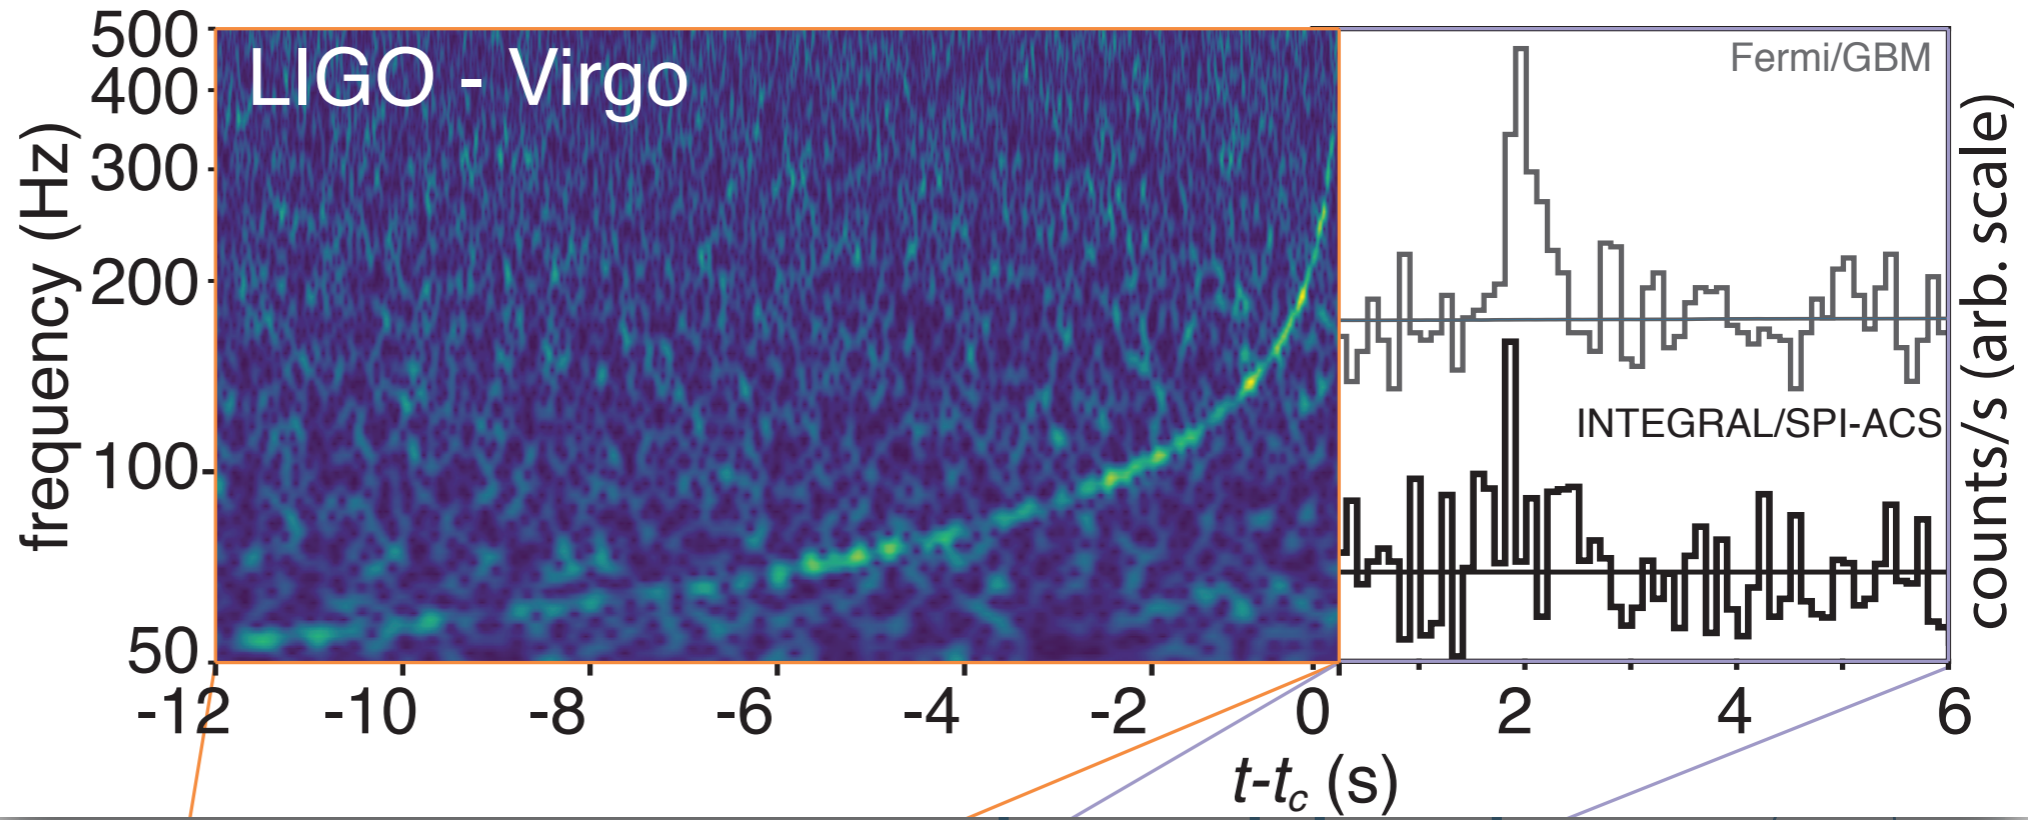 LIGO - Virgo
Fermi/GBM
INTEGRAL/SPI-ACS
frequency (Hz)
500
400
300
200
100
50
counts/s (arb. scale)
-12 -10 -8 -6 -4 -2 0 2 4 6
t-tc (s)